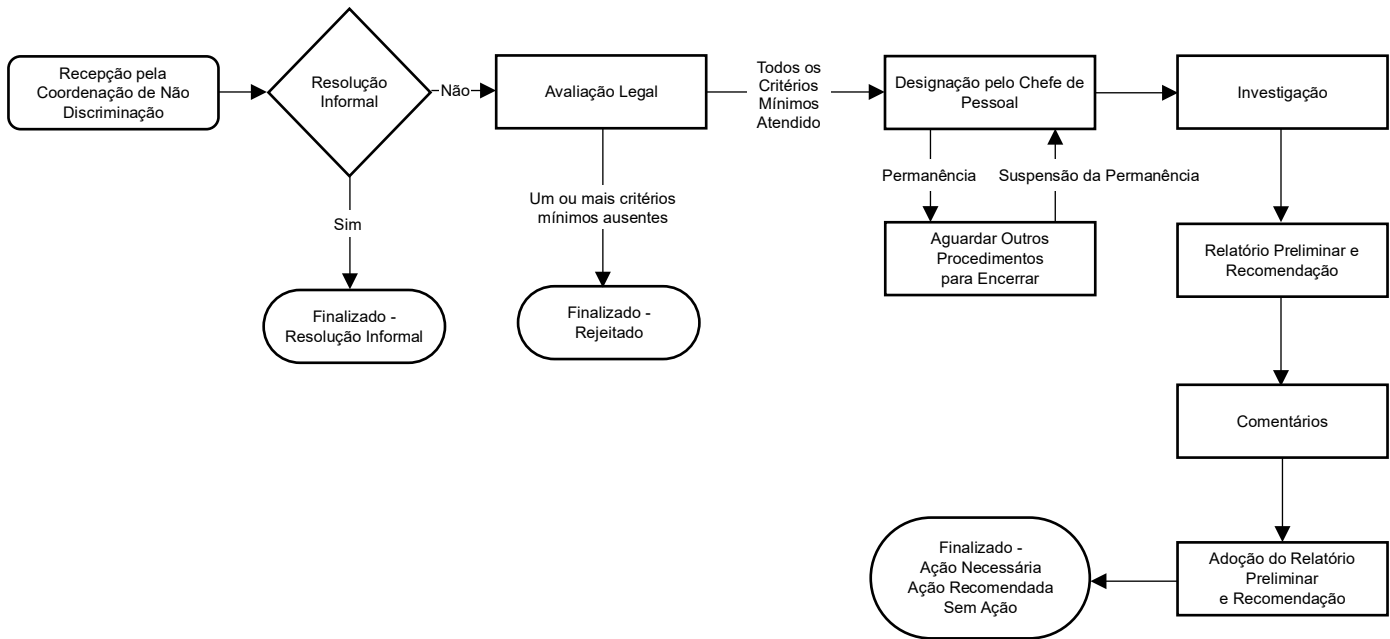 Recepção pela
Coordenação de Não
Discriminação
Resolução
Informal
Não
Avaliação Legal
Todos os
Critérios
Mínimos
Atendido
Designação pelo Chefe de
Pessoal
Investigação
Sim
Um ou mais critérios
mínimos ausentes
Permanência
Suspensão da Permanência
Finalizado -
Resolução Informal
Finalizado -
Rejeitado
Aguardar Outros
Procedimentos
para Encerrar
Relatório Preliminar e
Recomendação
Comentários
Adoção do Relatório
Preliminar
e Recomendação
Finalizado -
Ação Necessária
Ação Recomendada
Sem Ação